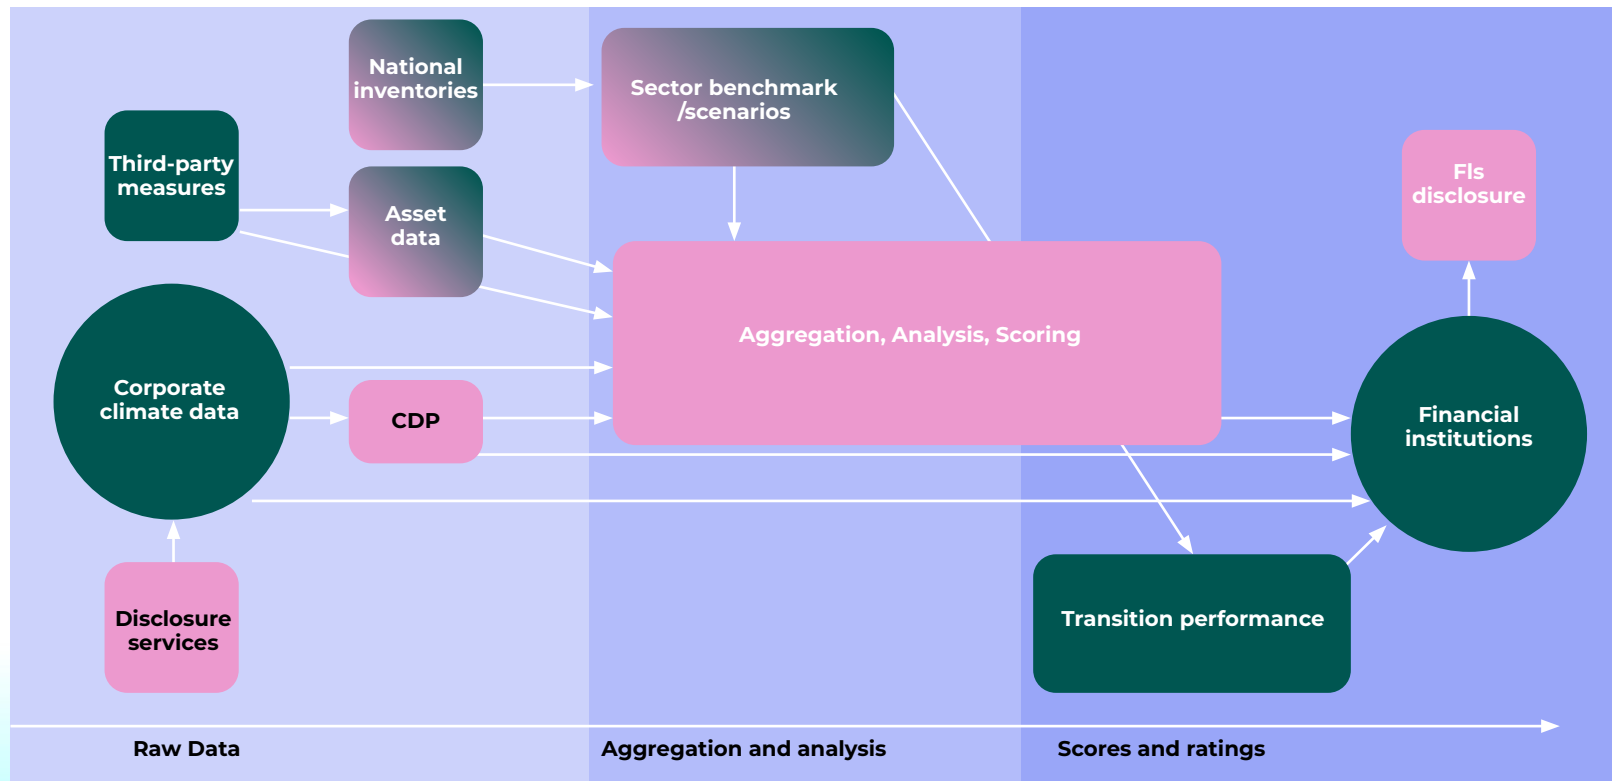 National
inventories
Sector benchmark
/scenarios
Third-party
measures
Asset
data
FIs
disclosure
Aggregation, Analysis, Scoring
Corporate
climate data
CDP
Financial
institutions
Disclosure
services
Transition performance
Raw Data
Aggregation and analysis
Scores and ratings